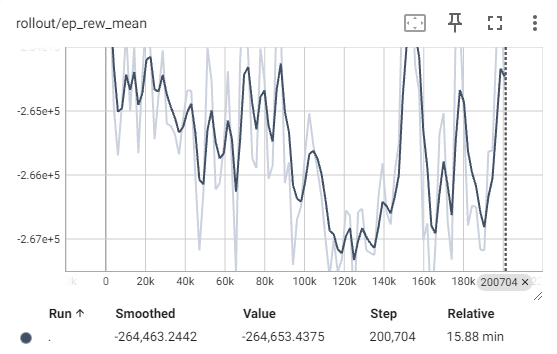 rollout/ep_rew_mean
-2.65e+5
-2.66e+5
-2.67e+5
0 20k 40k 60k 80k 100k 120k 140k 160k 180k 200704 ×
Run ↑ Smoothed Value Step Relative
. -264,463.2442 -264,653.4375 200,704 15.88 min